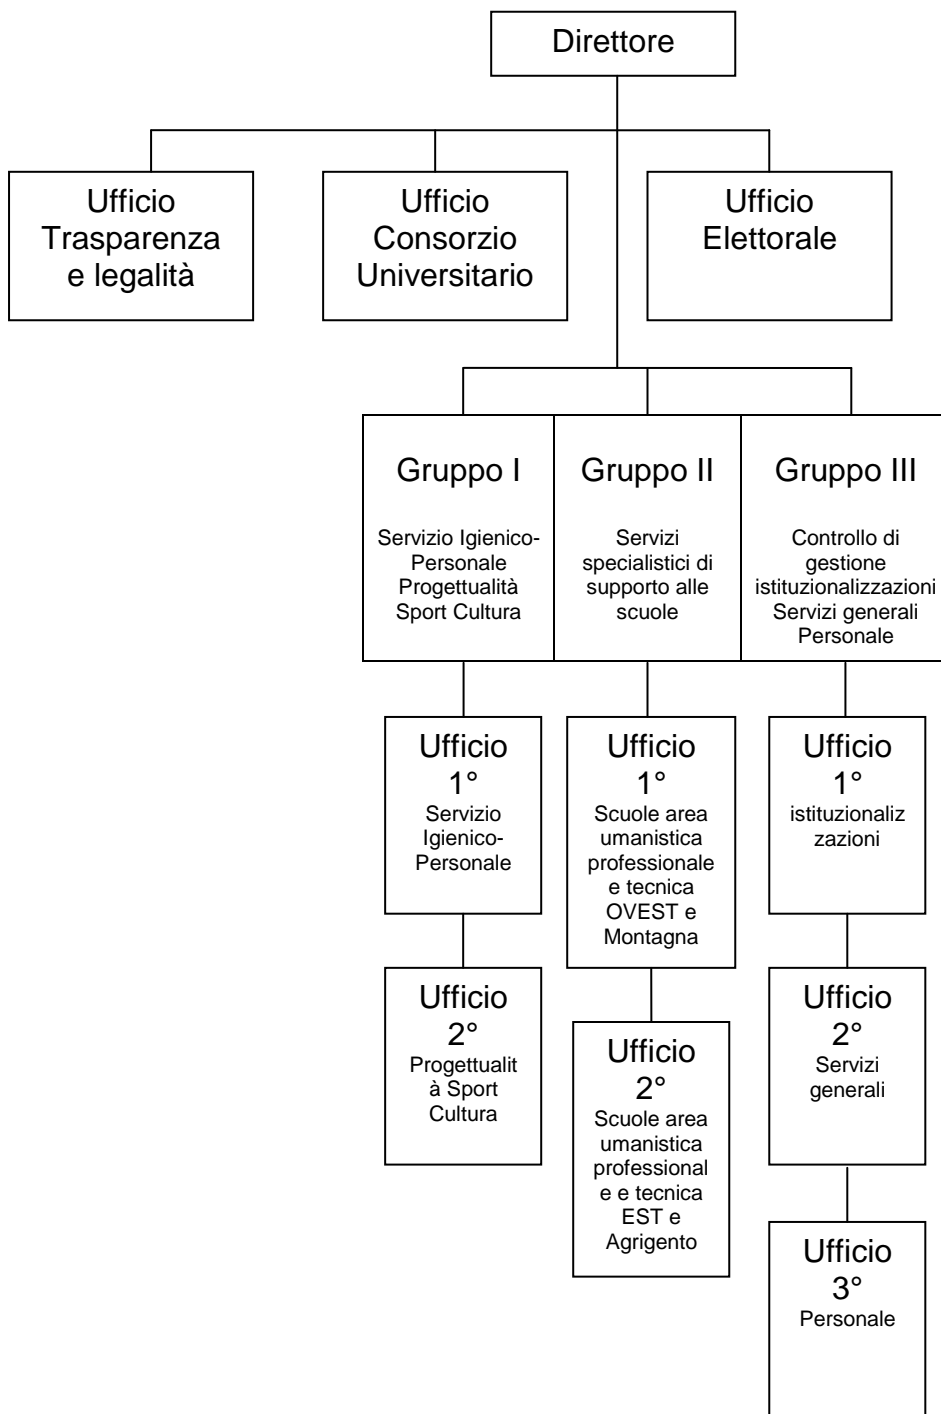 Direttore
Ufficio
Trasparenza
e legalità
Ufficio
Consorzio
Universitario
Ufficio
Elettorale
Gruppo I
Servizio Igienico-
Personale
Progettualità
Sport Cultura
Gruppo II
Servizi
specialistici di
supporto alle
scuole
Gruppo III
Controllo di
gestione
istituzionalizzazioni
Servizi generali
Personale
Ufficio
1°
Servizio
Igienico-
Personale
Ufficio
1°
Scuole area
umanistica
professionale
e tecnica
OVEST e
Montagna
Ufficio
1°
istituzionaliz
zazioni
Ufficio
2°
Progettualit
à Sport
Cultura
Ufficio
2°
Scuole area
umanistica
professional
e e tecnica
EST e
Agrigento
Ufficio
2°
Servizi
generali
Ufficio
3°
Personale